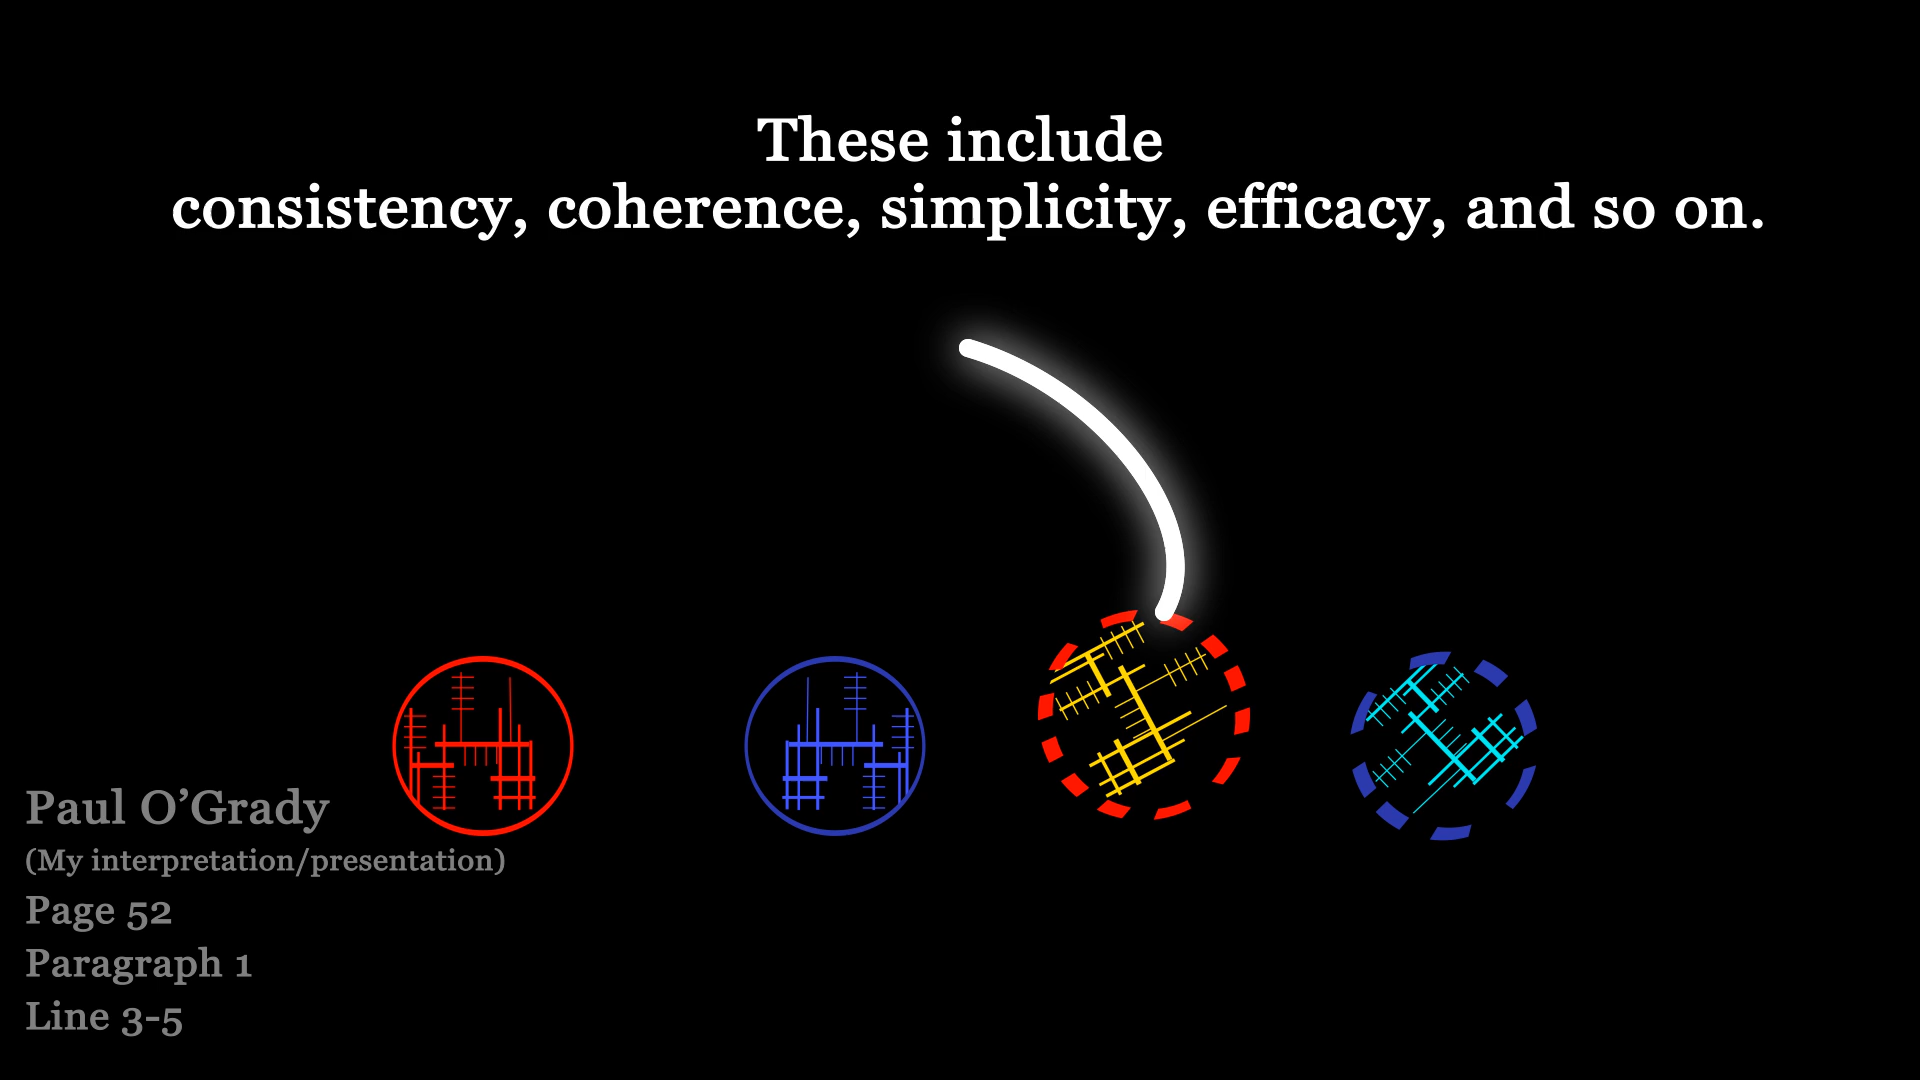 These include
consistency, coherence, simplicity, efficacy, and so on.
Paul O’Grady
(My interpretation/presentation)
Page 52
Paragraph 1
Line 3-5